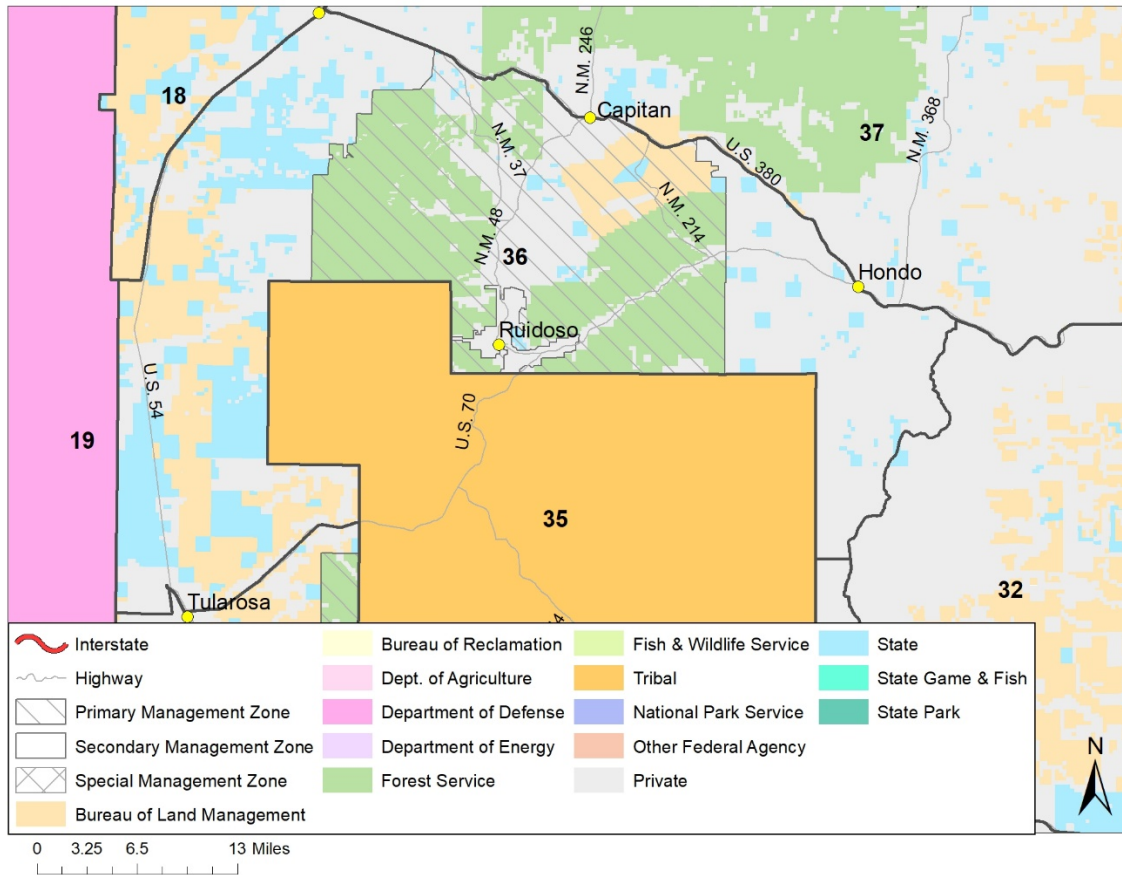 18
N.M. 246
Capitan
37
N.M. 368
N.M. 37
U.S. 380
N.M. 48
N.M. 214
36
Hondo
Ruidoso
U.S. 54
U.S. 70
19
35
32
Tularosa
Interstate
Highway
Primary Management Zone
Secondary Management Zone
Special Management Zone
Bureau of Land Management
Bureau of Reclamation
Dept. of Agriculture
Department of Defense
Department of Energy
Forest Service
Fish & Wildlife Service
Tribal
National Park Service
Other Federal Agency
Private
State
State Game & Fish
State Park
N
0 3.25 6.5 13 Miles